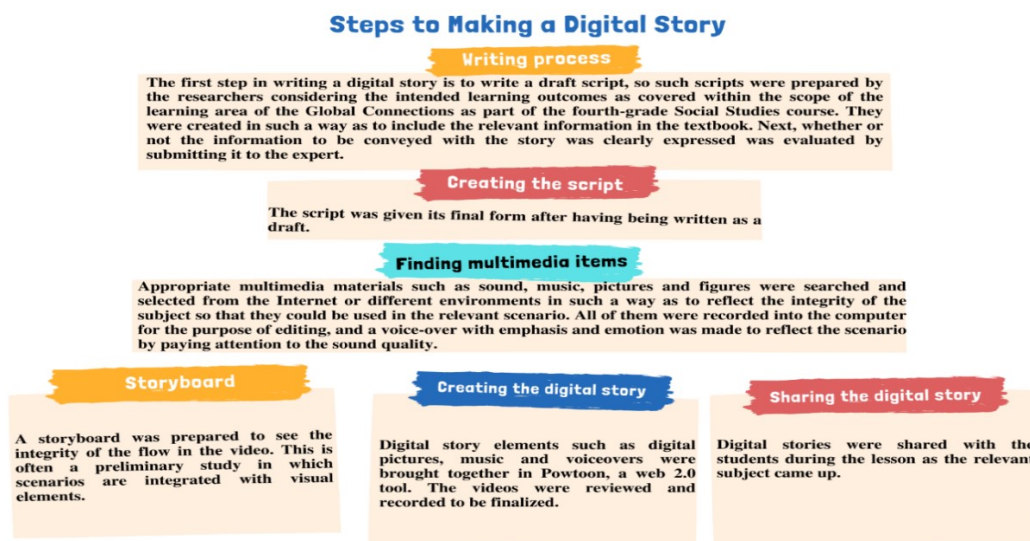 Steps to Making a Digital Story
Writing process
The first step in writing a digital story is to write a draft script, so such scripts were prepared by
the researchers considering the intended learning outcomes as covered within the scope of the
learning area of the Global Connections as part of the fourth-grade Social Studies course. They
were created in such a way as to include the relevant information in the textbook. Next, whether or
not the information to be conveyed with the story was clearly expressed was evaluated by
submitting it to the expert.
Creating the script
The script was given its final form after having being written as a
draft.
Finding multimedia items
Appropriate multimedia materials such as sound, music, pictures and figures were searched and
selected from the Internet or different environments in such a way as to reflect the integrity of the
subject so that they could be used in the relevant scenario. All of them were recorded into the computer
for the purpose of editing, and a voice-over with emphasis and emotion was made to reflect the scenario
by paying attention to the sound quality.
Storyboard
A storyboard was prepared to see the
integrity of the flow in the video. This is
often a preliminary study in which
scenarios are integrated with visual
elements.
Creating the digital story
Digital story elements such as digital
pictures, music and voiceovers were
brought together in Powtoon, a web 2.0
tool. The videos were reviewed and
recorded to be finalized.
Sharing the digital story
Digital stories were shared with the
students during the lesson as the relevant
subject came up.